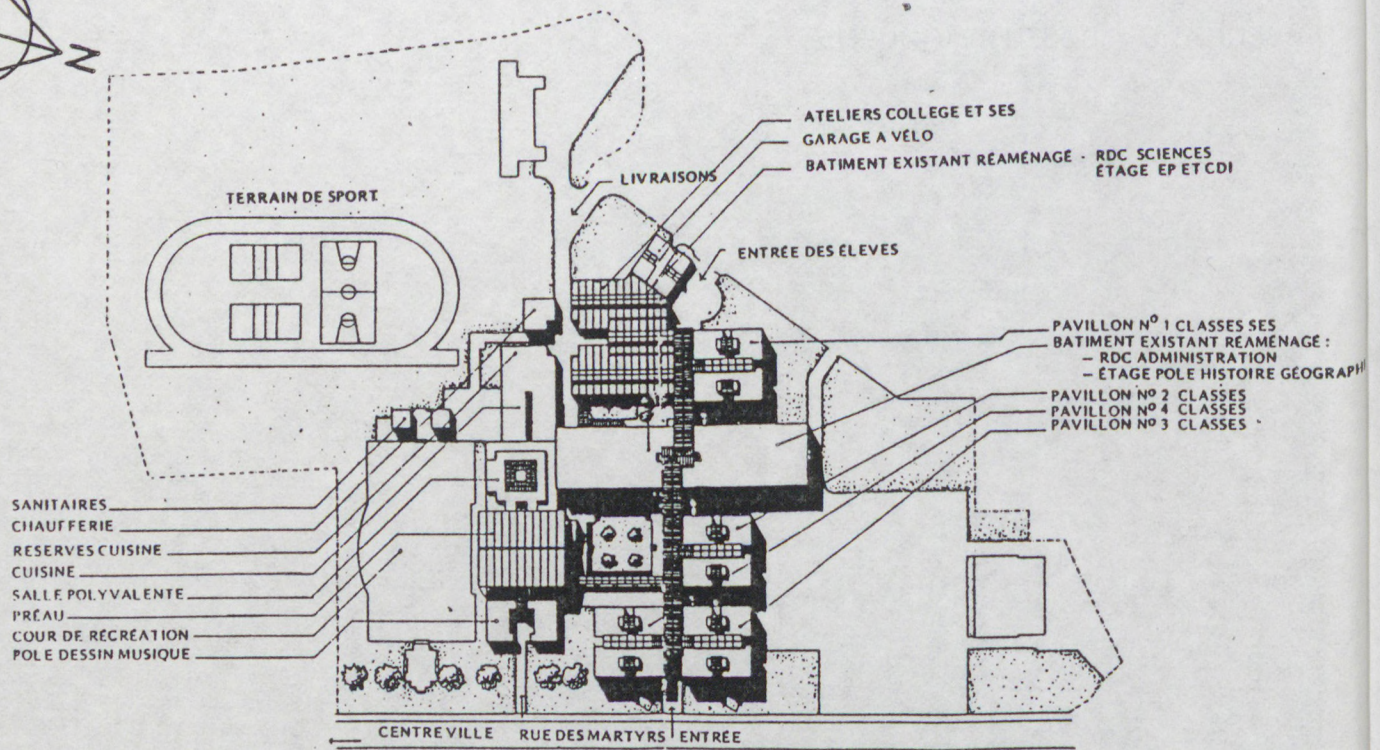 N
ATELIERS COLLEGE ET SES
GARAGE A VÉLO
BATIMENT EXISTANT RÉAMÉNAGÉ - RDC SCIENCES
ÉTAGE EP ET CDI
LIVRAISONS
TERRAIN DE SPORT
ENTRÉE DES ÉLEVES
PAVILLON Nº 1 CLASSES SES
BATIMENT EXISTANT RÉAMÉNAGÉ :
— RDC ADMINISTRATION
— ÉTAGE POLE HISTOIRE GÉOGRAPHI
PAVILLON Nº 2 CLASSES
PAVILLON Nº 4 CLASSES
PAVILLON Nº 3 CLASSES
SANITAIRES
CHAUFFERIE
RESERVES CUISINE
CUISINE
SALLE POLYVALENTE
PRÉAU
COUR DE RÉCRÉATION
POLE DESSIN MUSIQUE
CENTRE VILLE RUE DES MARTYRS ENTRÉE